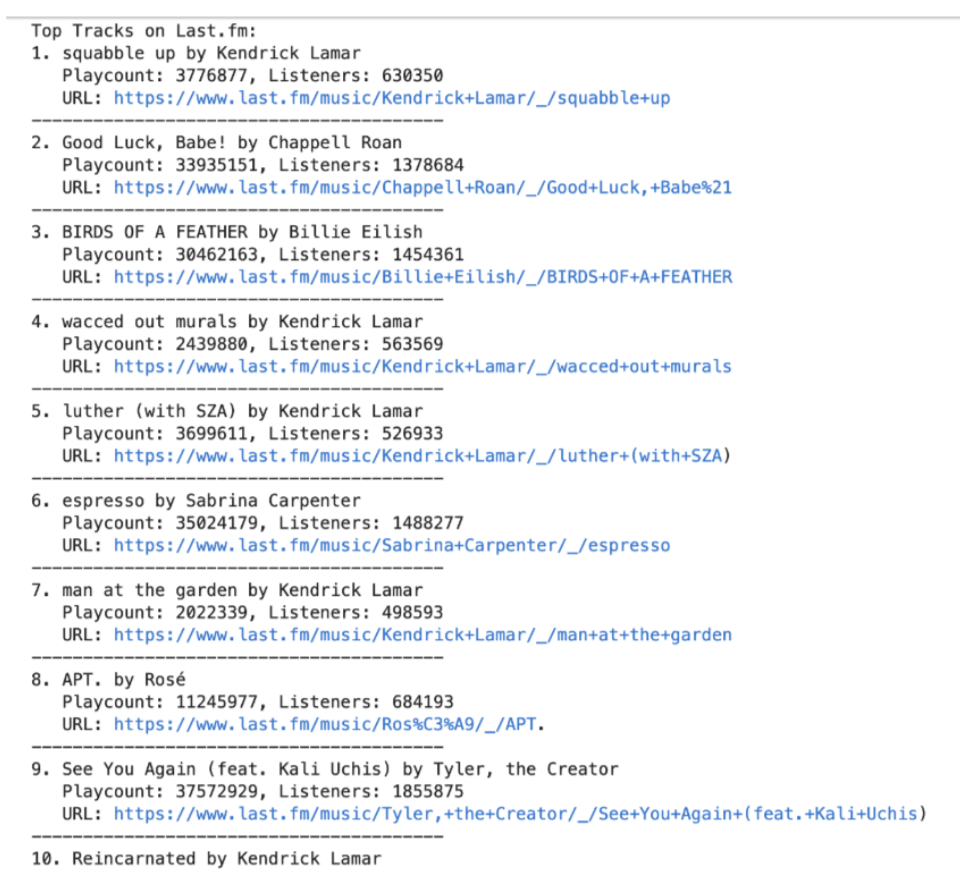 Top Tracks on Last.fm:
1. squabble up by Kendrick Lamar
Playcount: 3776877, Listeners: 630350
URL: https://www.last.fm/music/Kendrick+Lamar/_/squabble+up
----------------------------------------
2. Good Luck, Babe! by Chappell Roan
Playcount: 33935151, Listeners: 1378684
URL: https://www.last.fm/music/Chappell+Roan/_/Good+Luck,+Babe%21
----------------------------------------
3. BIRDS OF A FEATHER by Billie Eilish
Playcount: 30462163, Listeners: 1454361
URL: https://www.last.fm/music/Billie+Eilish/_/BIRDS+OF+A+FEATHER
----------------------------------------
4. wacced out murals by Kendrick Lamar
Playcount: 2439880, Listeners: 563569
URL: https://www.last.fm/music/Kendrick+Lamar/_/wacced+out+murals
----------------------------------------
5. luther (with SZA) by Kendrick Lamar
Playcount: 3699611, Listeners: 526933
URL: https://www.last.fm/music/Kendrick+Lamar/_/luther+(with+SZA)
----------------------------------------
6. espresso by Sabrina Carpenter
Playcount: 35024179, Listeners: 1488277
URL: https://www.last.fm/music/Sabrina+Carpenter/_/espresso
----------------------------------------
7. man at the garden by Kendrick Lamar
Playcount: 2022339, Listeners: 498593
URL: https://www.last.fm/music/Kendrick+Lamar/_/man+at+the+garden
----------------------------------------
8. APT. by Rosé
Playcount: 11245977, Listeners: 684193
URL: https://www.last.fm/music/Ros%C3%A9/_/APT.
----------------------------------------
9. See You Again (feat. Kali Uchis) by Tyler, the Creator
Playcount: 37572929, Listeners: 1855875
URL: https://www.last.fm/music/Tyler,+the+Creator/_/See+You+Again+(feat.+Kali+Uchis)
----------------------------------------
10. Reincarnated by Kendrick Lamar